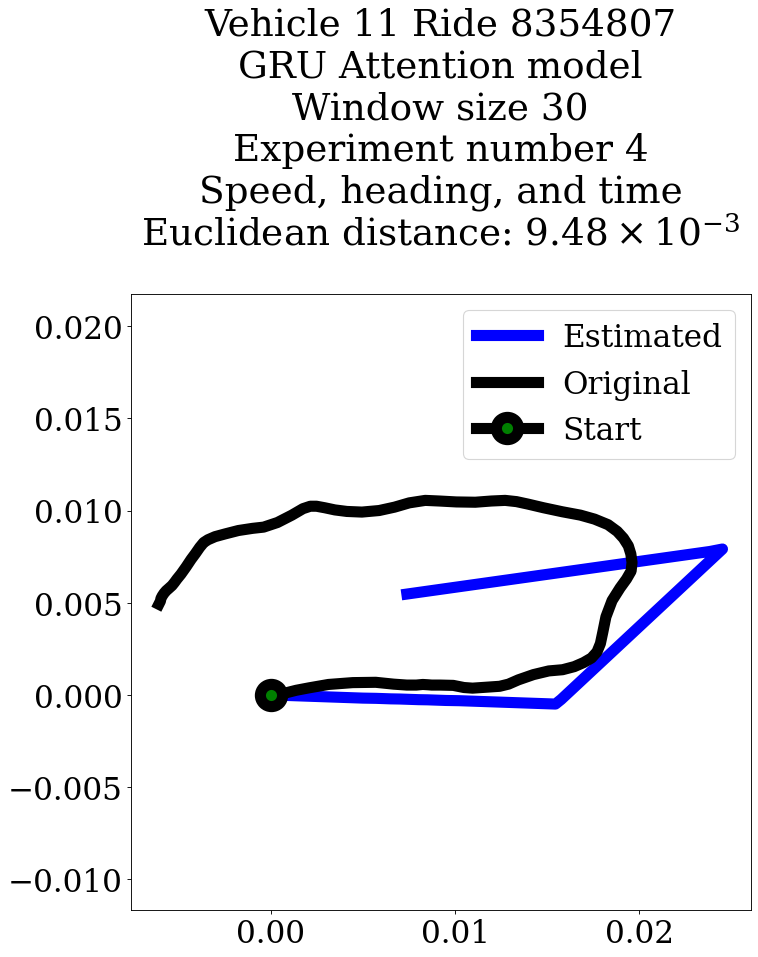 Vehicle 11 Ride 8354807
GRU Attention model
Window size 30
Experiment number 4
Speed, heading, and time
Euclidean distance: 9.48 × 10⁻³
Estimated
Original
Start
0.020
0.015
0.010
0.005
0.000
−0.005
−0.010
0.00 0.01 0.02